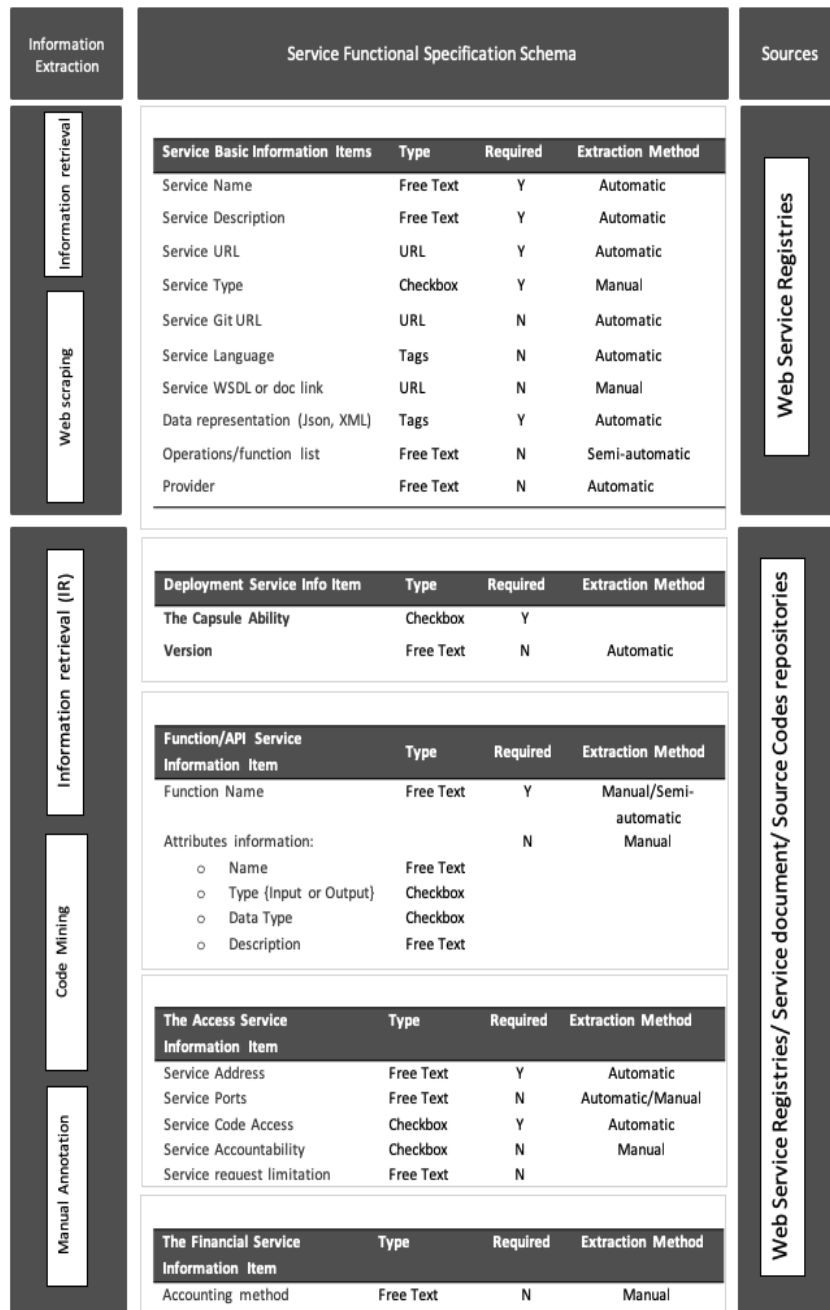 Information
Extraction
Service Functional Specification Schema
Sources
Information retrieval
Web scraping
Service Basic Information Items Type Required Extraction Method
Service Name Free Text Y Automatic
Service Description Free Text Y Automatic
Service URL URL Y Automatic
Service Type Checkbox Y Manual
Service Git URL URL N Automatic
Service Language Tags N Automatic
Service WSDL or doc link URL N Manual
Data representation (Json, XML) Tags Y Automatic
Operations/function list Free Text N Semi-automatic
Provider Free Text N Automatic
Web Service Registries
Information retrieval (IR)
Code Mining
Manual Annotation
Deployment Service Info Item Type Required Extraction Method
The Capsule Ability Checkbox Y
Version Free Text N Automatic
Function/API Service
Information Item Type Required Extraction Method
Function Name Free Text Y Manual/Semi-
automatic
Attributes information: N Manual
o Name Free Text
o Type {Input or Output} Checkbox
o Data Type Checkbox
o Description Free Text
The Access Service Type Required Extraction Method
Information Item
Service Address Free Text Y Automatic
Service Ports Free Text N Automatic/Manual
Service Code Access Checkbox Y Automatic
Service Accountability Checkbox N Manual
Service request limitation Free Text N
The Financial Service Type Required Extraction Method
Information Item
Accounting method Free Text N Manual
Web Service Registries/ Service document/ Source Codes repositories